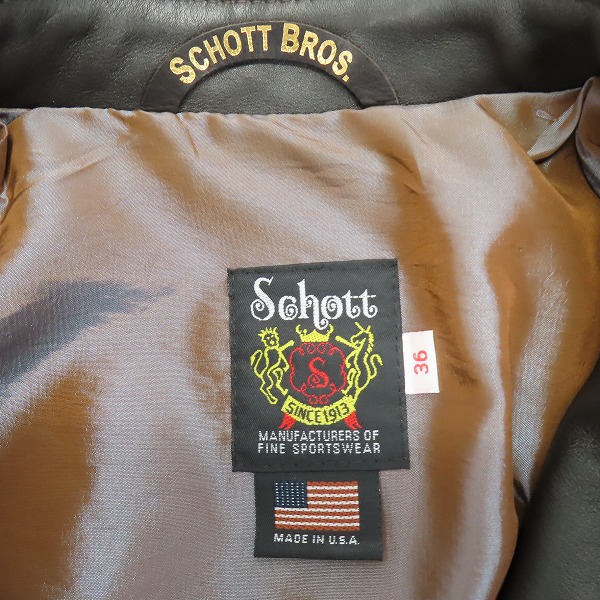 SCHOTT BROS.
Schott
S
SINCE 1913
MANUFACTURERS OF
FINE SPORTSWEAR
36
MADE IN U.S.A.